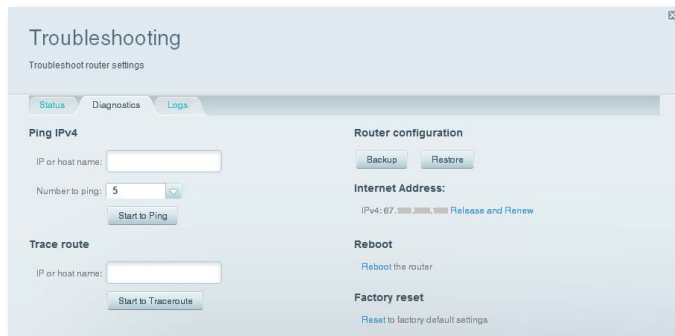 Troubleshooting
Troubleshoot router settings
Status
Diagnostics
Logs
Ping IPv4
IP or host name:
Number to ping: 5
Start to Ping
Trace route
IP or host name:
Start to Traceroute
Router configuration
Backup
Restore
Internet Address:
IPv4: 67. . . Release and Renew
Reboot
Reboot the router
Factory reset
Reset to factory default settings